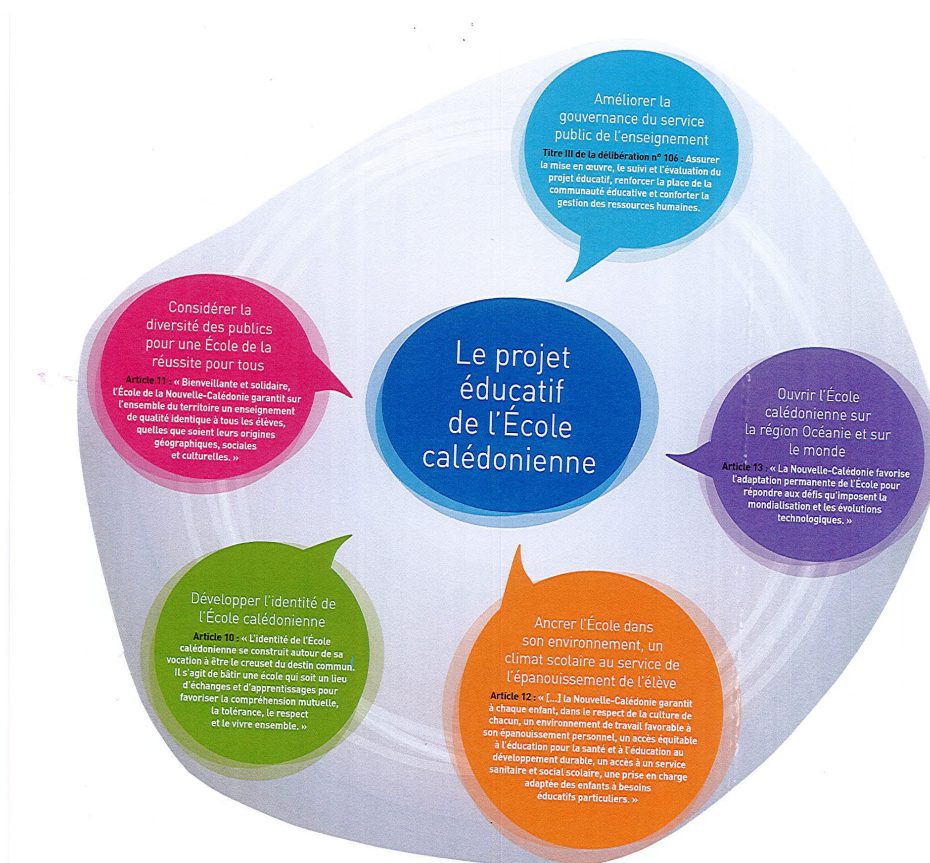 Améliorer la
gouvernance du service
public de l'enseignement
Titre III de la délibération n° 106 : Assurer
la mise en œuvre, le suivi et l'évaluation du
projet éducatif, renforcer la place de la
communauté éducative et conforter la
gestion des ressources humaines.
Considérer la
diversité des publics
pour une École de la
réussite pour tous
Article 11 : « Bienveillante et solidaire,
l'École de la Nouvelle-Calédonie garantit sur
l'ensemble du territoire un enseignement
de qualité identique à tous les élèves,
quelles que soient leurs origines
géographiques, sociales
et culturelles. »
Le projet
éducatif
de l'École
calédonienne
Ouvrir l'École
calédonienne sur
la région Océanie et sur
le monde
Article 13 : « La Nouvelle-Calédonie favorise
l'adaptation permanente de l'École pour
répondre aux défis qu'imposent la
mondialisation et les évolutions
technologiques. »
Développer l'identité de
l'École calédonienne
Article 10 : « L'identité de l'École
calédonienne se construit autour de sa
vocation à être le creuset du destin commun.
Il s'agit de bâtir une école qui soit un lieu
d'échanges et d'apprentissages pour
favoriser la compréhension mutuelle,
la tolérance, le respect
et le vivre ensemble. »
Ancrer l'École dans
son environnement, un
climat scolaire au service de
l'épanouissement de l'élève
Article 12 : « [...] la Nouvelle-Calédonie garantit
à chaque enfant, dans le respect de la culture de
chacun, un environnement de travail favorable à
son épanouissement personnel, un accès équitable
à l'éducation pour la santé et à l'éducation au
développement durable, un accès à un service
sanitaire et social scolaire, une prise en charge
adaptée des enfants à besoins
éducatifs particuliers. »